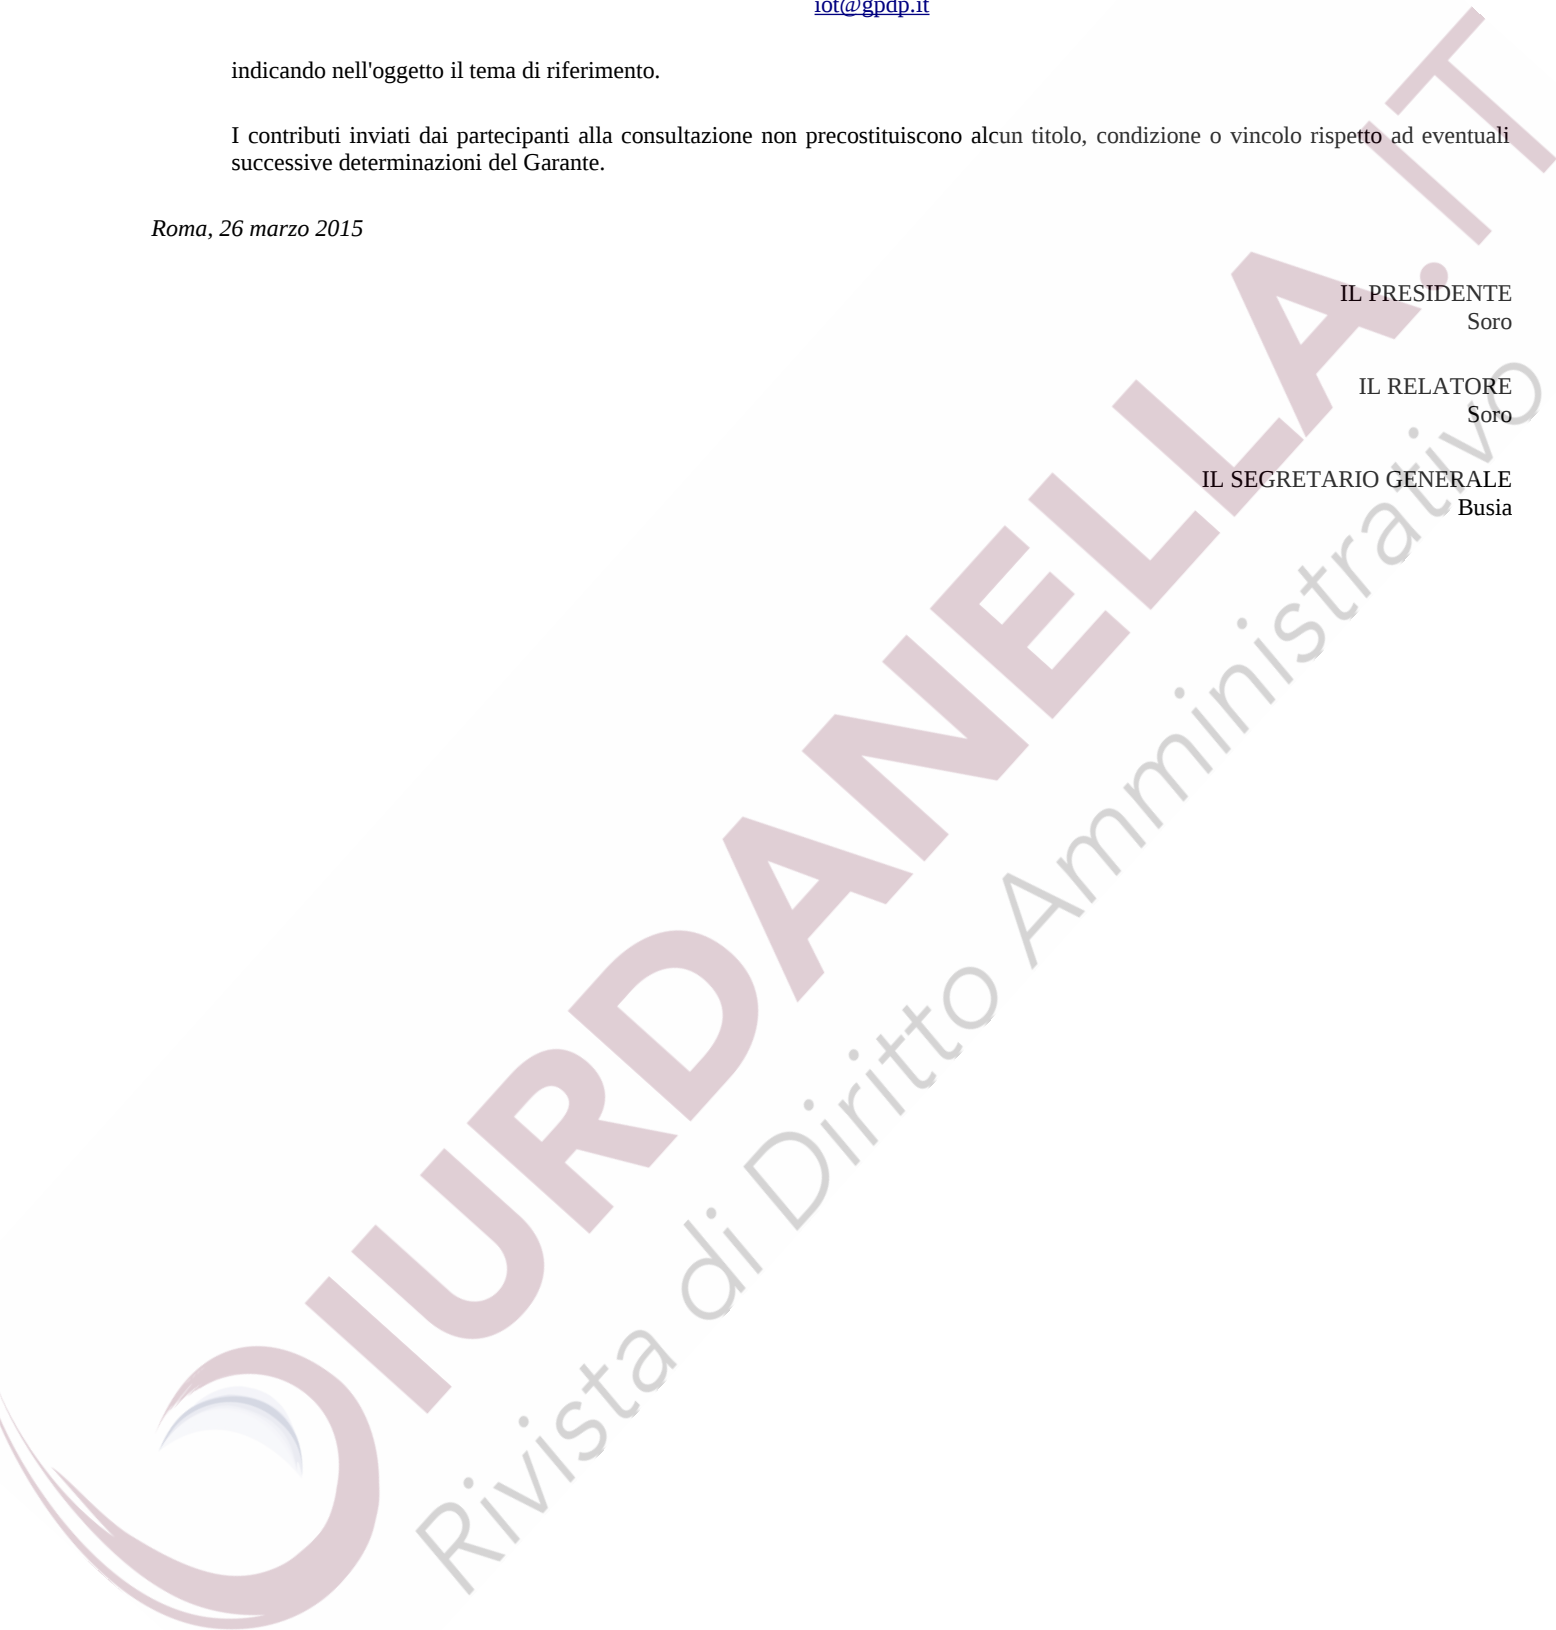 iot@gpdp.it
indicando nell'oggetto il tema di riferimento.
I contributi inviati dai partecipanti alla consultazione non precostituiscono alcun titolo, condizione o vincolo rispetto ad eventuali
successive determinazioni del Garante.
Roma, 26 marzo 2015
IL PRESIDENTE
Soro
IL RELATORE
Soro
IL SEGRETARIO GENERALE
Busia
IURDANELLA.IT
Rivista di Diritto Amministrativo